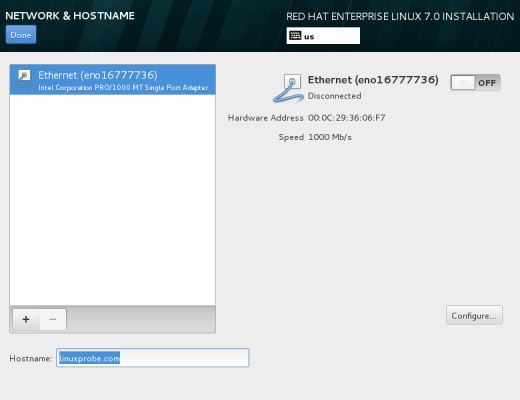 NETWORK & HOSTNAME
RED HAT ENTERPRISE LINUX 7.0 INSTALLATION
Done
us
Ethernet (eno16777736)
Intel Corporation PRO/1000 MT Single Port Adapter
Ethernet (eno16777736)
Disconnected
OFF
Hardware Address 00:0C:29:36:06:F7
Speed 1000 Mb/s
+ −
Configure...
Hostname: linuxprobe.com